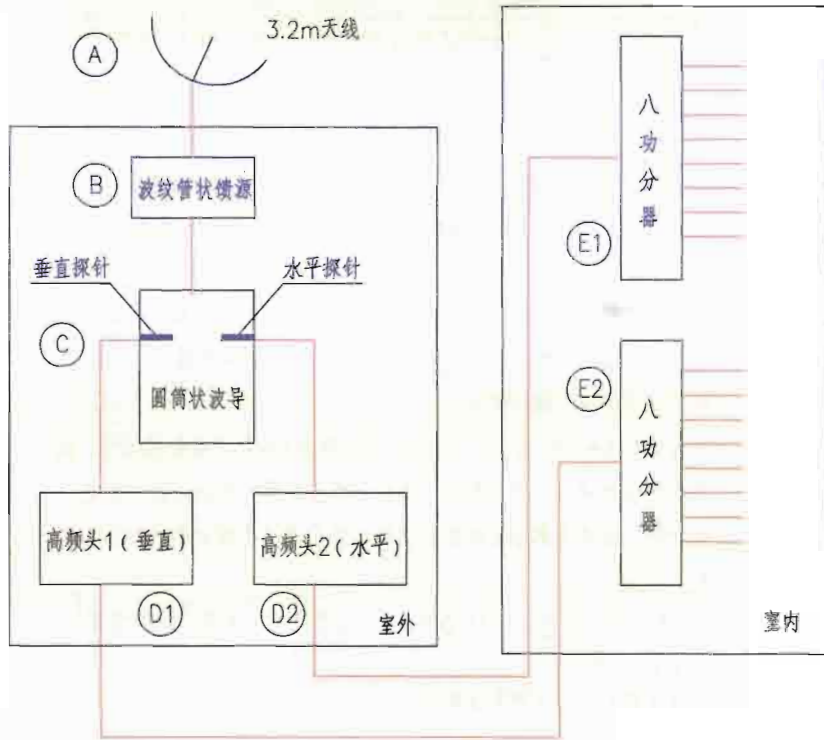 3.2m天线
A
波纹管状馈源
B
垂直探针
水平探针
C
圆筒状波导
高频头1(垂直)
高频头2(水平)
D1
D2
室外
八功分器
E1
E2
八功分器
室内